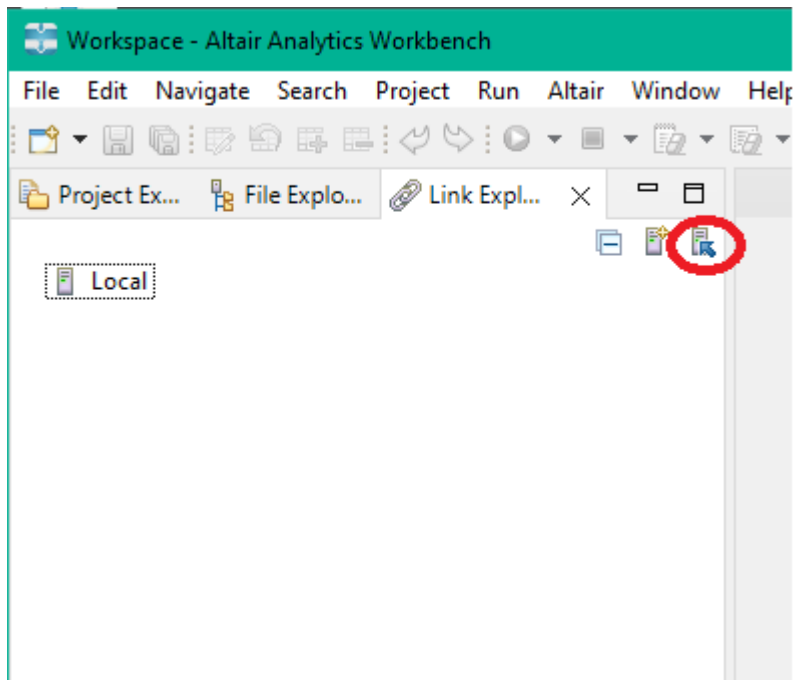 Workspace - Altair Analytics Workbench
File Edit Navigate Search Project Run Altair Window Help
Project Ex... File Explo... Link Expl...
Local